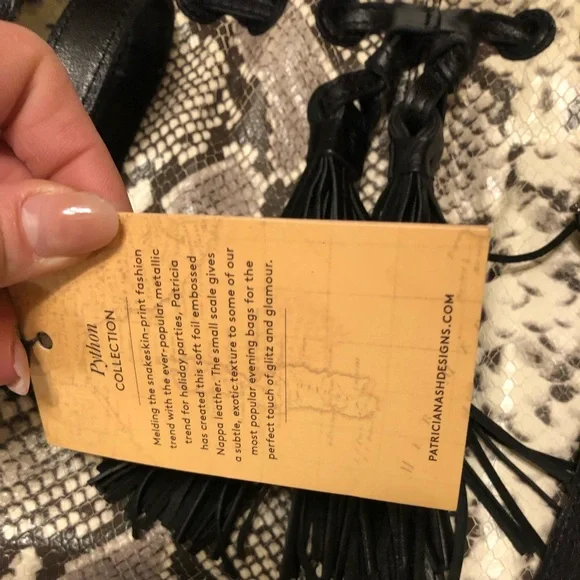 Python
COLLECTION
Melding the snakeskin-print fashion
trend with the ever-popular metallic
trend for holiday parties, Patricia
has created this soft foil embossed
Nappa leather. The small scale gives
a subtle, exotic texture to some of our
most popular evening bags for the
perfect touch of glitz and glamour.
PATRICIANASHDESIGNS.COM